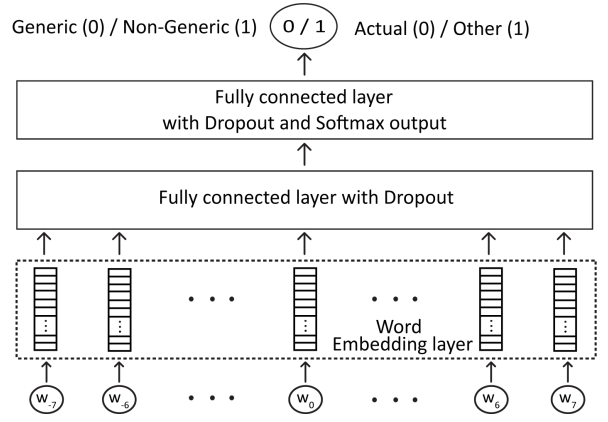 Generic (0) / Non-Generic (1) 0 / 1 Actual (0) / Other (1)
Fully connected layer
with Dropout and Softmax output
Fully connected layer with Dropout
. . . . . .
Word
Embedding layer
w-7 w-6 . . . w0 . . . w6 w7